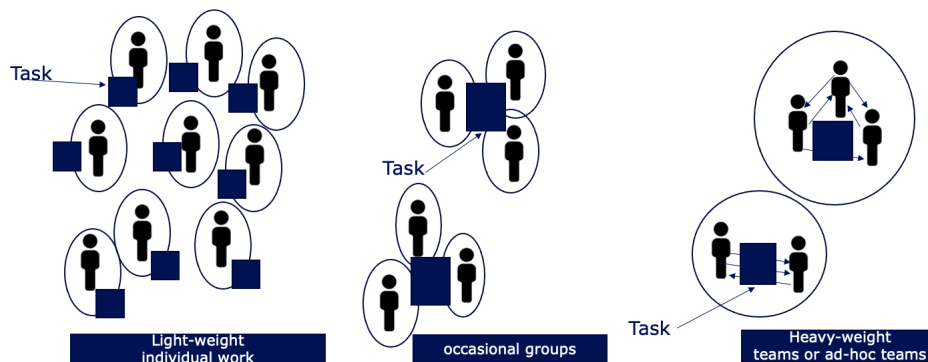 Task
Task
Task
Light-weight
individual work
occasional groups
Heavy-weight
teams or ad-hoc teams